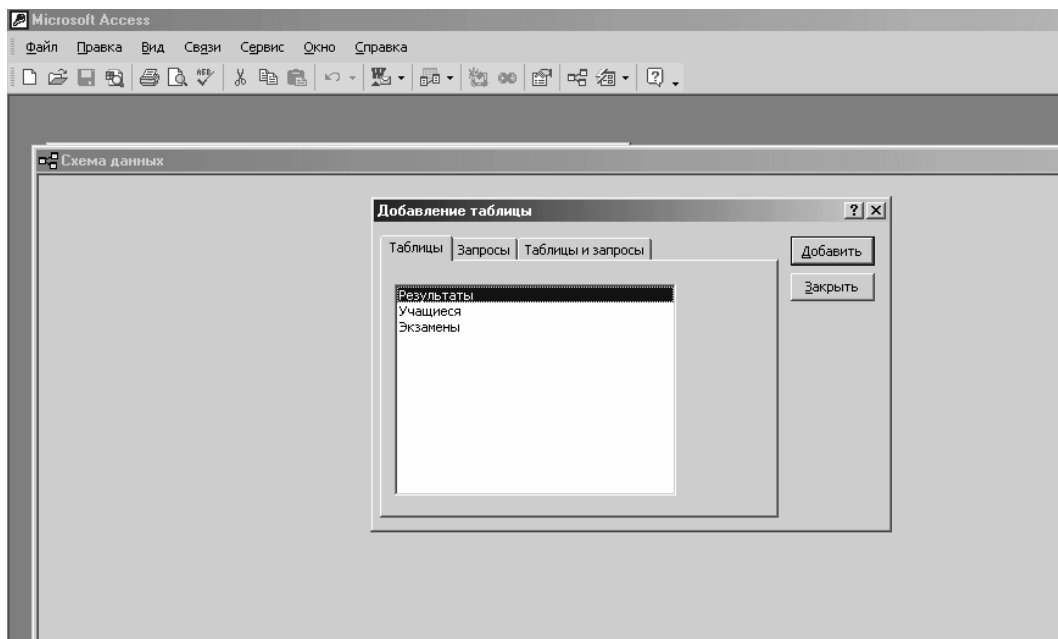 Microsoft Access
Файл Правка Вид Связи Сервис Окно Справка
Схема данных
Добавление таблицы
Таблицы Запросы Таблицы и запросы
Добавить
Закрыть
Результаты
Учащиеся
Экзамены